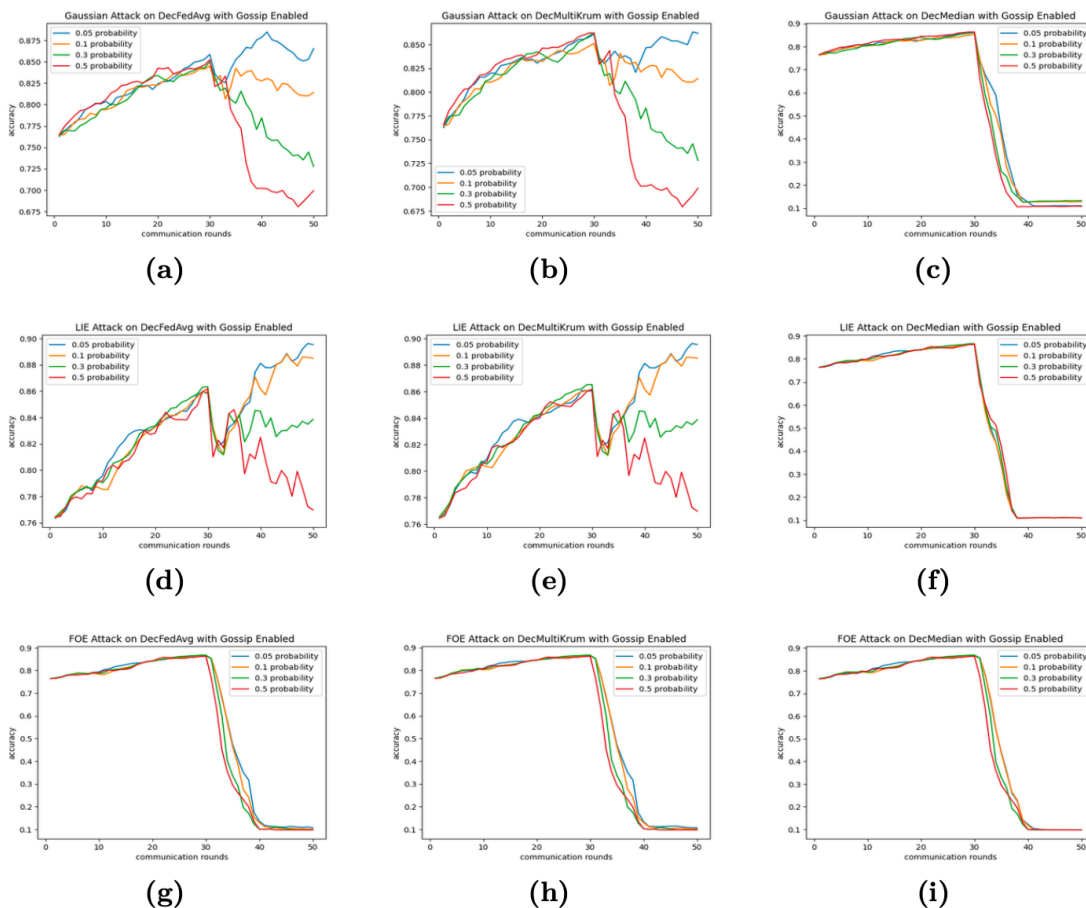 Gaussian Attack on DecFedAvg with Gossip Enabled
accuracy
0.875
0.850
0.825
0.800
0.775
0.750
0.725
0.700
0.675
0.05 probability
0.1 probability
0.3 probability
0.5 probability
0 10 20 30 40 50
communication rounds
(a)
Gaussian Attack on DecMultiKrum with Gossip Enabled
accuracy
0.850
0.825
0.800
0.775
0.750
0.725
0.700
0.675
0.05 probability
0.1 probability
0.3 probability
0.5 probability
0 10 20 30 40 50
communication rounds
(b)
Gaussian Attack on DecMedian with Gossip Enabled
accuracy
0.9
0.8
0.7
0.6
0.5
0.4
0.3
0.2
0.1
0.05 probability
0.1 probability
0.3 probability
0.5 probability
0 10 20 30 40 50
communication rounds
(c)
LIE Attack on DecFedAvg with Gossip Enabled
accuracy
0.90
0.88
0.86
0.84
0.82
0.80
0.78
0.76
0.05 probability
0.1 probability
0.3 probability
0.5 probability
0 10 20 30 40 50
communication rounds
(d)
LIE Attack on DecMultiKrum with Gossip Enabled
accuracy
0.90
0.88
0.86
0.84
0.82
0.80
0.78
0.76
0.05 probability
0.1 probability
0.3 probability
0.5 probability
0 10 20 30 40 50
communication rounds
(e)
LIE Attack on DecMedian with Gossip Enabled
accuracy
0.9
0.8
0.7
0.6
0.5
0.4
0.3
0.2
0.1
0.05 probability
0.1 probability
0.3 probability
0.5 probability
0 10 20 30 40 50
communication rounds
(f)
FOE Attack on DecFedAvg with Gossip Enabled
accuracy
0.9
0.8
0.7
0.6
0.5
0.4
0.3
0.2
0.1
0.05 probability
0.1 probability
0.3 probability
0.5 probability
0 10 20 30 40 50
communication rounds
(g)
FOE Attack on DecMultiKrum with Gossip Enabled
accuracy
0.9
0.8
0.7
0.6
0.5
0.4
0.3
0.2
0.1
0.05 probability
0.1 probability
0.3 probability
0.5 probability
0 10 20 30 40 50
communication rounds
(h)
FOE Attack on DecMedian with Gossip Enabled
accuracy
0.9
0.8
0.7
0.6
0.5
0.4
0.3
0.2
0.1
0.05 probability
0.1 probability
0.3 probability
0.5 probability
0 10 20 30 40 50
communication rounds
(i)